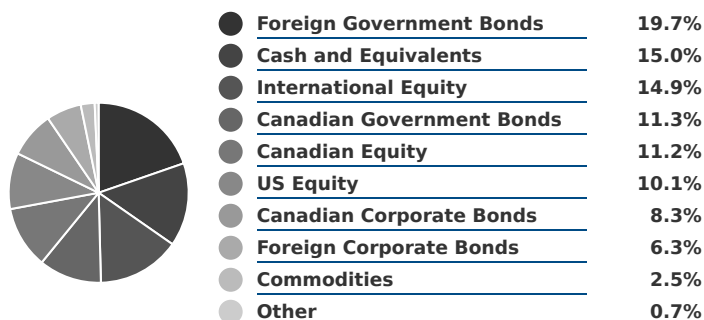 Foreign Government Bonds 19.7%
Cash and Equivalents 15.0%
International Equity 14.9%
Canadian Government Bonds 11.3%
Canadian Equity 11.2%
US Equity 10.1%
Canadian Corporate Bonds 8.3%
Foreign Corporate Bonds 6.3%
Commodities 2.5%
Other 0.7%